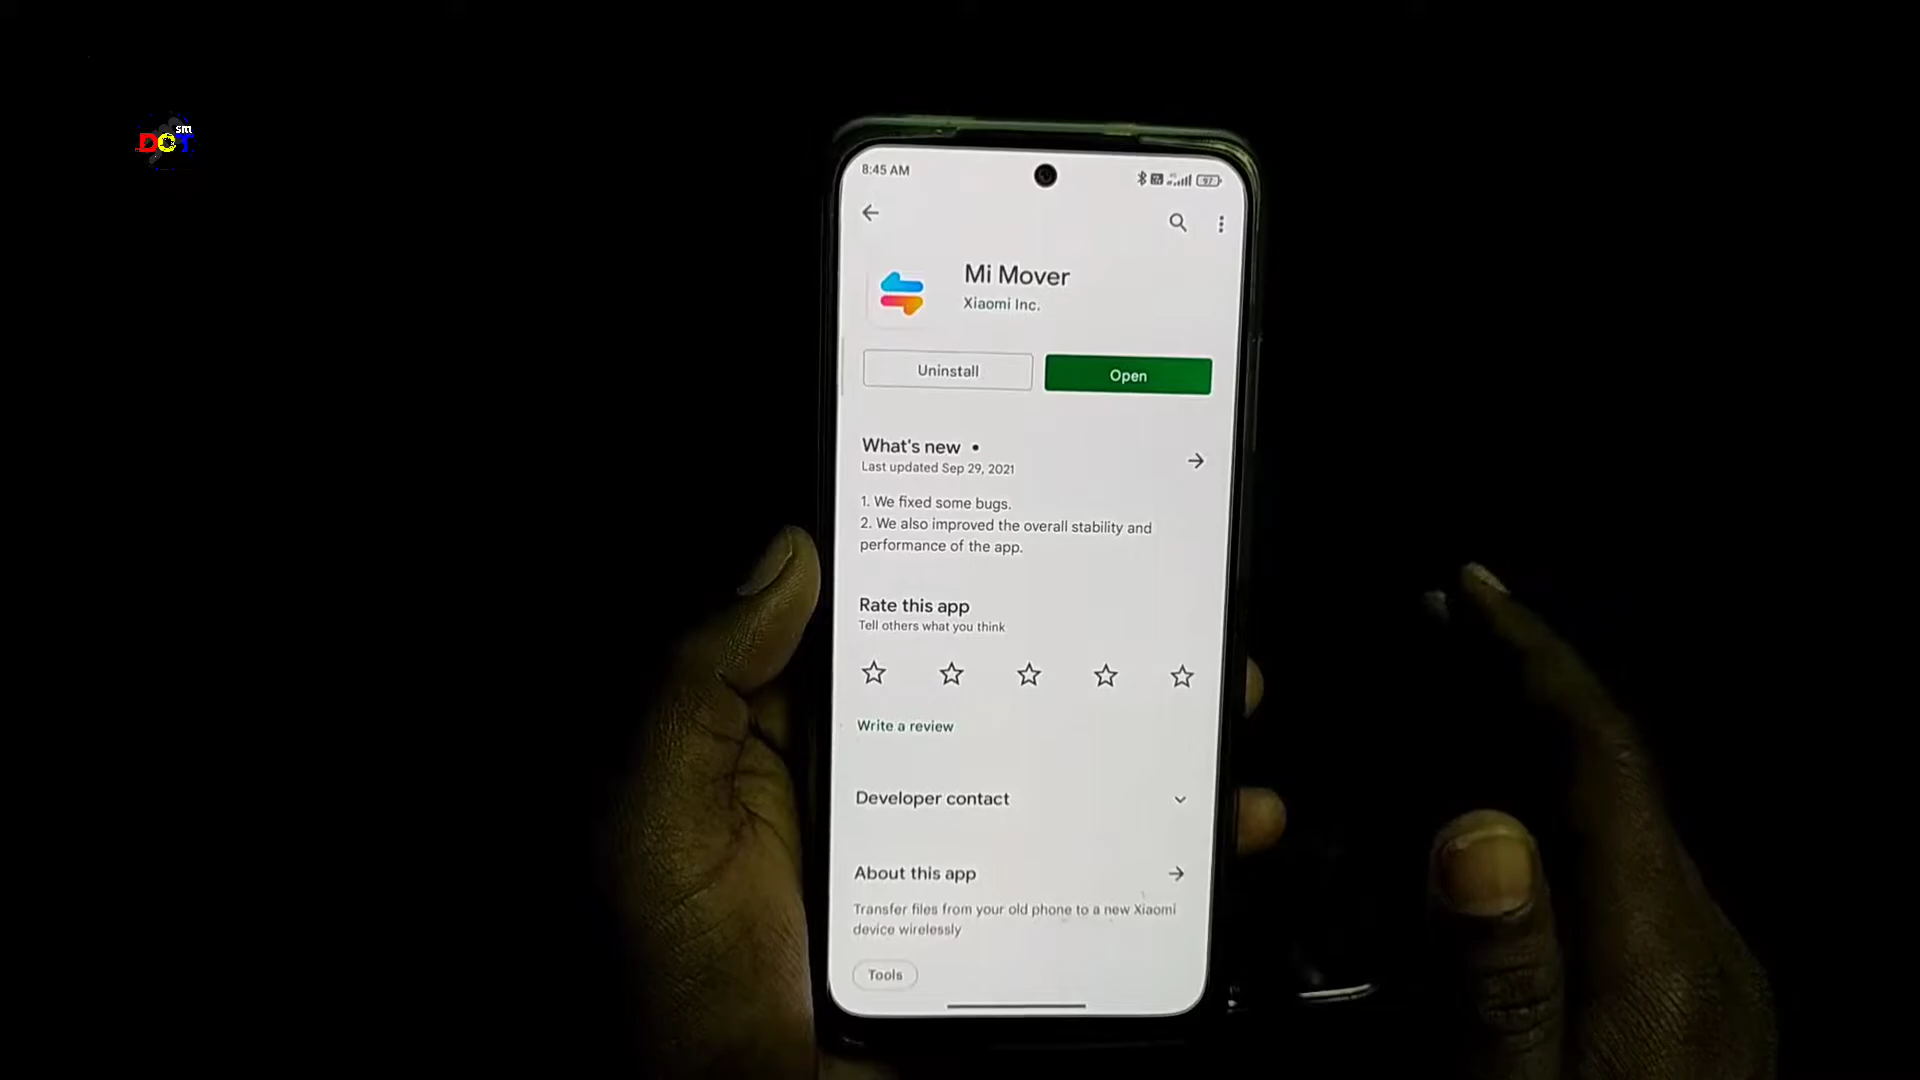 DOT
sm
8:45 AM
97
Mi Mover
Xiaomi Inc.
Uninstall
Open
What's new •
Last updated Sep 29, 2021
1. We fixed some bugs.
2. We also improved the overall stability and
performance of the app.
Rate this app
Tell others what you think
Write a review
Developer contact
About this app
Transfer files from your old phone to a new Xiaomi
device wirelessly
Tools